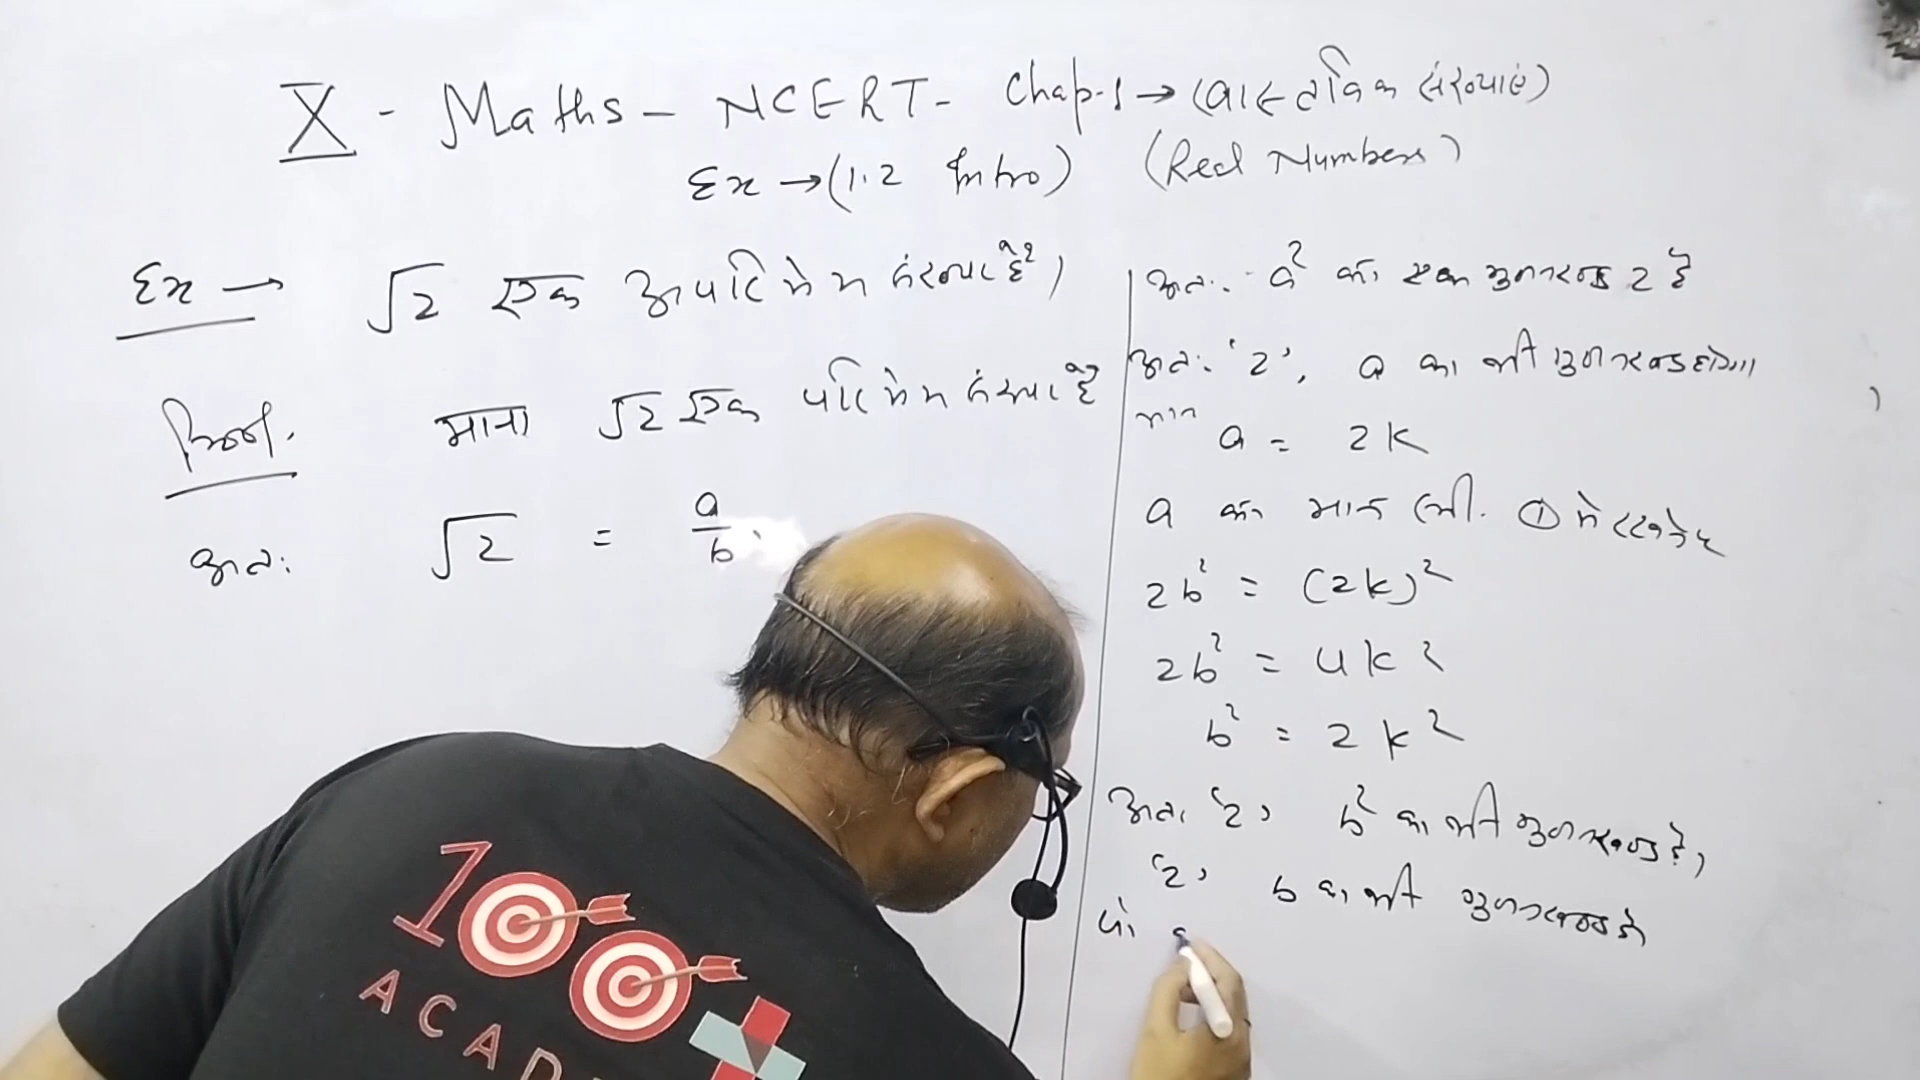 X - Maths - NCERT - Chap-1 → (वास्तविक संख्याएं)
Ex → (1.2 Intro) (Real Numbers)
Ex → √2 एक अपरिमेय संख्या है।
Proof. माना √2 एक परिमेय संख्या है
अतः √2 = a/b
अतः a² का एक गुणनखण्ड 2 है
अतः '2', a का भी गुणनखण्ड होगा।
माना a = 2k
a का मान समी. ① में रखने पर
2b² = (2k)²
2b² = 4k²
b² = 2k²
अतः '2' b² का भी गुणनखण्ड है,
'2' b का भी गुणनखण्ड है
100+
ACAD